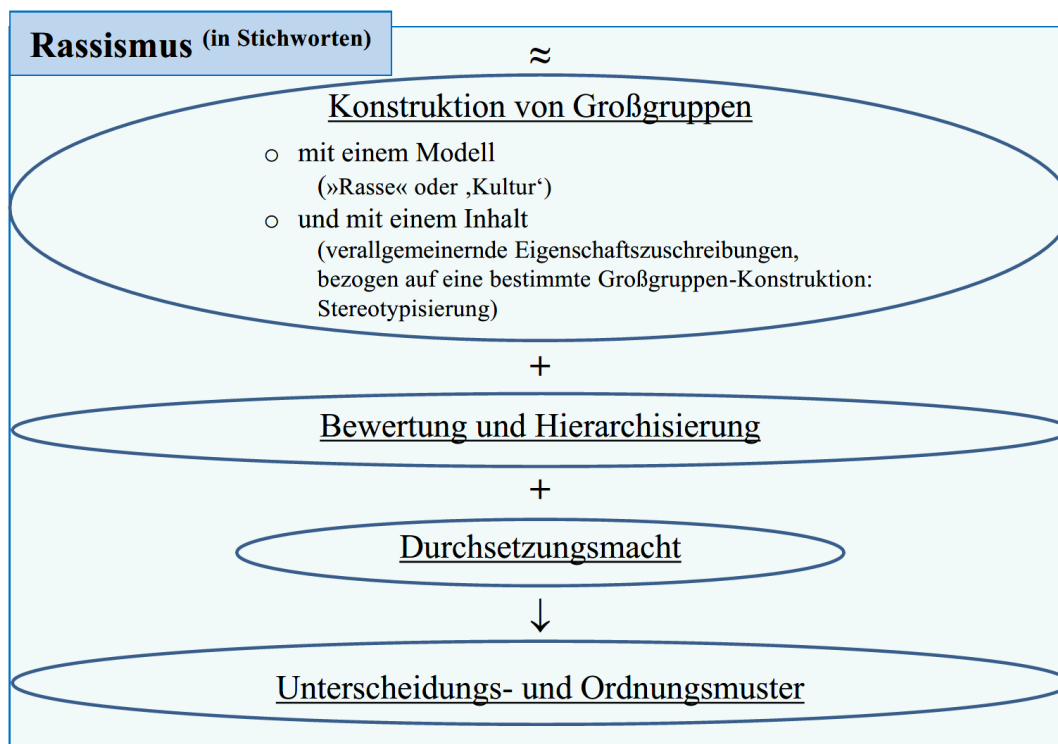 Rassismus (in Stichworten)
≈
Konstruktion von Großgruppen
o mit einem Modell
(»Rasse« oder ‚Kultur‘)
o und mit einem Inhalt
(verallgemeinernde Eigenschaftszuschreibungen,
bezogen auf eine bestimmte Großgruppen-Konstruktion:
Stereotypisierung)
+
Bewertung und Hierarchisierung
+
Durchsetzungsmacht
↓
Unterscheidungs- und Ordnungsmuster